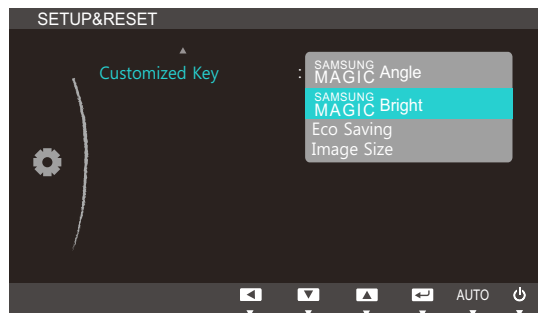 SETUP&RESET
Customized Key : SAMSUNG MAGIC Angle
SAMSUNG MAGIC Bright
Eco Saving
Image Size
AUTO